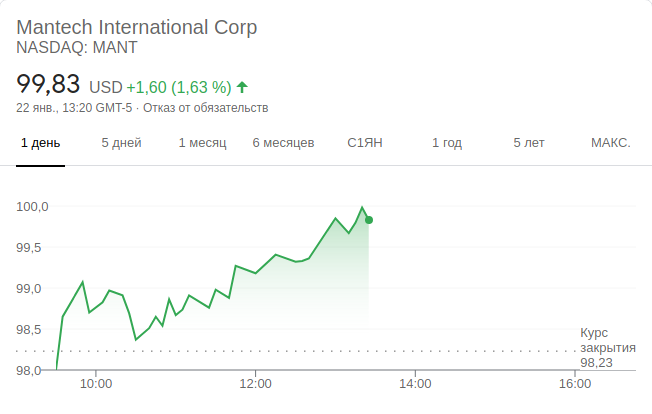 Mantech International Corp
NASDAQ: MANT
99,83 USD +1,60 (1,63 %)
22 янв., 13:20 GMT-5 · Отказ от обязательств
1 день 5 дней 1 месяц 6 месяцев С1ЯН 1 год 5 лет МАКС.
100,0
99,5
99,0
98,5
98,0
Курс
закрытия
98,23
10:00 12:00 14:00 16:00